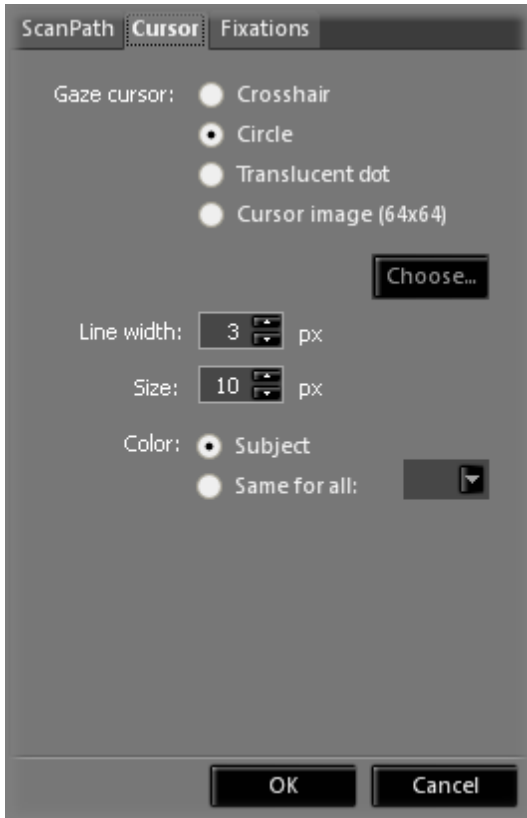 ScanPath Cursor Fixations
Gaze cursor: Crosshair
Circle
Translucent dot
Cursor image (64x64)
Choose...
Line width: 3 px
Size: 10 px
Color: Subject
Same for all:
OK Cancel